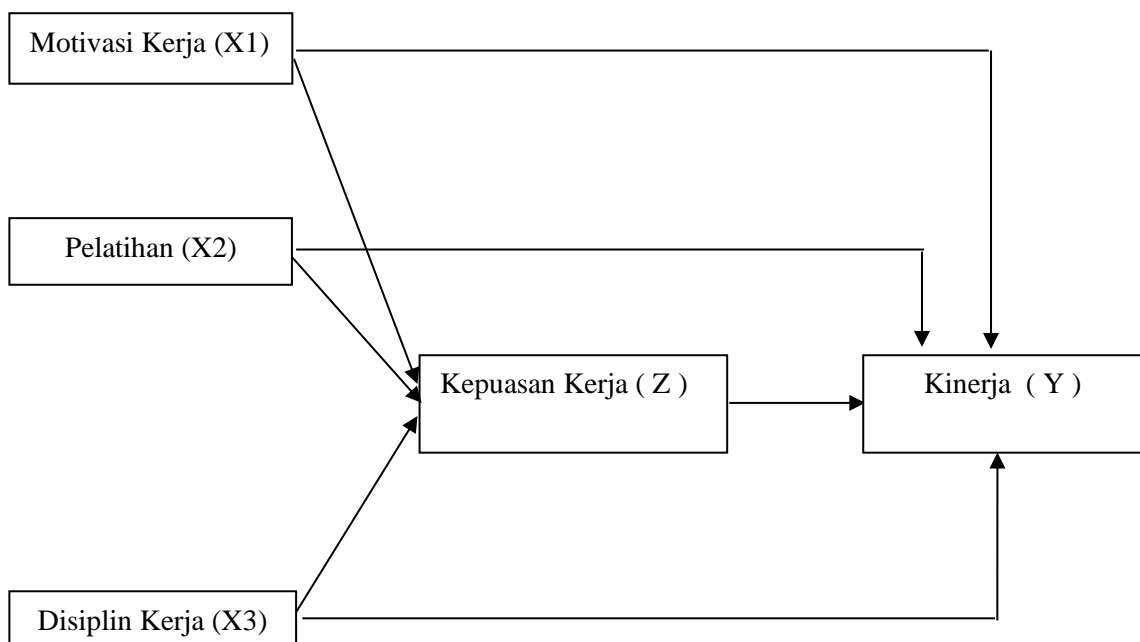 Motivasi Kerja (X1)
Pelatihan (X2)
Kepuasan Kerja ( Z )
Kinerja ( Y )
Disiplin Kerja (X3)